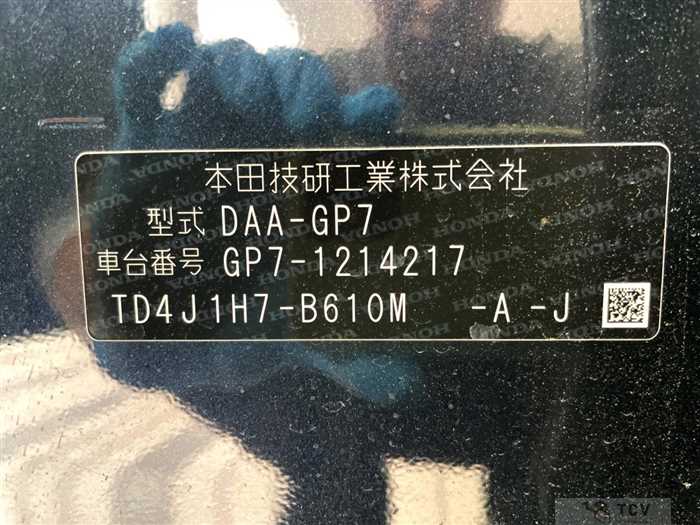 本田技研工業株式会社
型式 DAA-GP7
車台番号 GP7-1214217
TD4J1H7-B610M -A -J
TCV